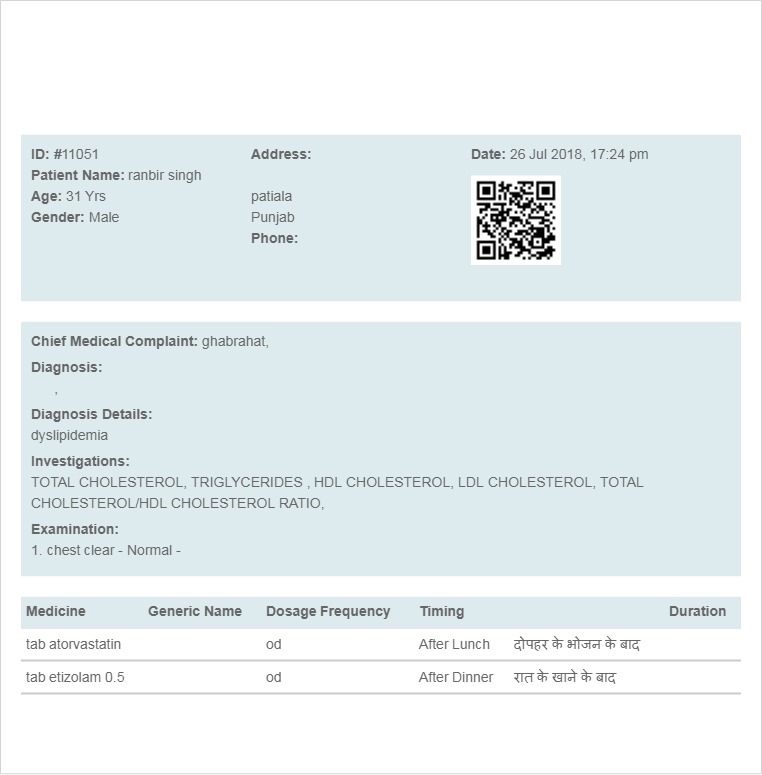 ID: #11051
Patient Name: ranbir singh
Age: 31 Yrs
Gender: Male
Address:
patiala
Punjab
Phone:
Date: 26 Jul 2018, 17:24 pm
Chief Medical Complaint: ghabrahat,
Diagnosis:
,
Diagnosis Details:
dyslipidemia
Investigations:
TOTAL CHOLESTEROL, TRIGLYCERIDES , HDL CHOLESTEROL, LDL CHOLESTEROL, TOTAL
CHOLESTEROL/HDL CHOLESTEROL RATIO,
Examination:
1. chest clear - Normal -
Medicine Generic Name Dosage Frequency Timing Duration
tab atorvastatin od After Lunch दोपहर के भोजन के बाद
tab etizolam 0.5 od After Dinner रात के खाने के बाद